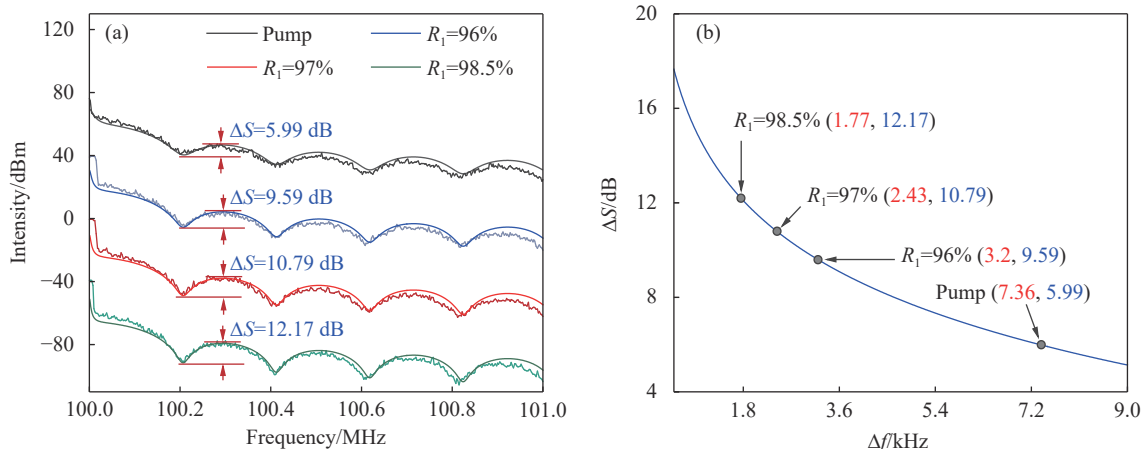 (a)
Pump
R₁=96%
R₁=97%
R₁=98.5%
ΔS=5.99 dB
ΔS=9.59 dB
ΔS=10.79 dB
ΔS=12.17 dB
120
80
40
0
−40
−80
Intensity/dBm
100.0 100.2 100.4 100.6 100.8 101.0
Frequency/MHz
(b)
R₁=98.5% (1.77, 12.17)
R₁=97% (2.43, 10.79)
R₁=96% (3.2, 9.59)
Pump (7.36, 5.99)
20
16
12
8
4
ΔS/dB
1.8 3.6 5.4 7.2 9.0
Δf/kHz